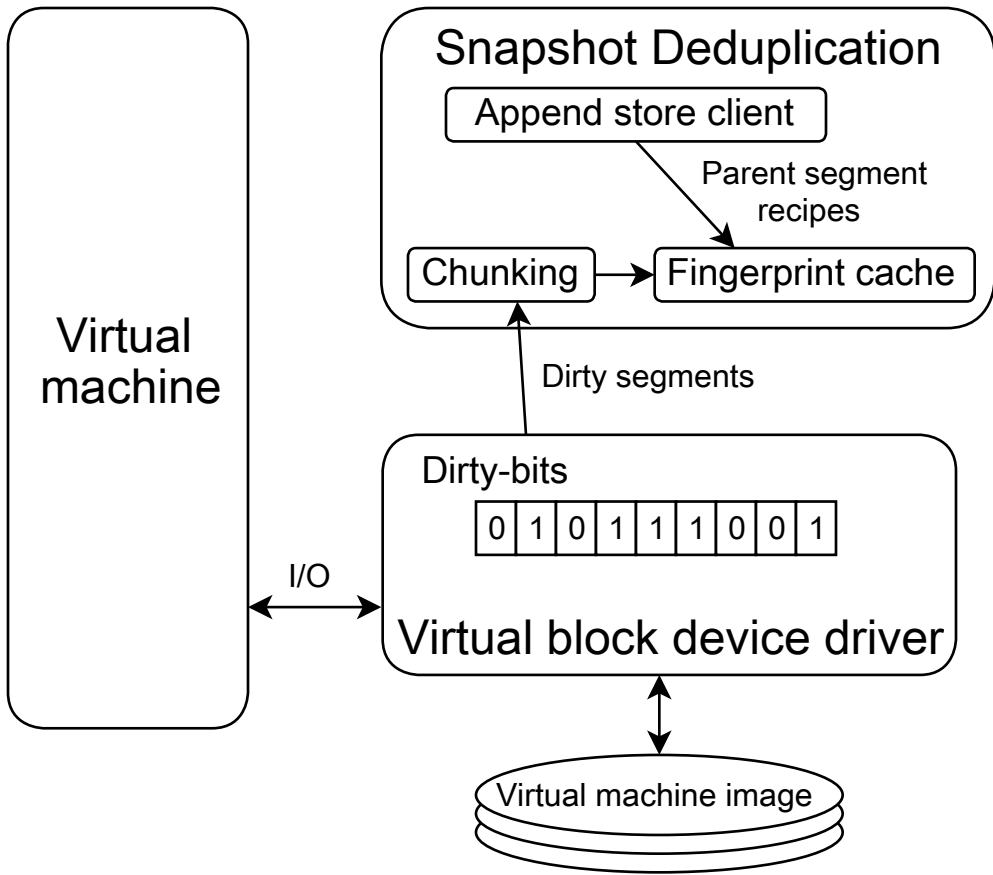 Snapshot Deduplication
Append store client
Parent segment
recipes
Chunking
Fingerprint cache
Virtual
machine
Dirty segments
Dirty-bits
0 1 0 1 1 1 0 0 1
I/O
Virtual block device driver
Virtual machine image